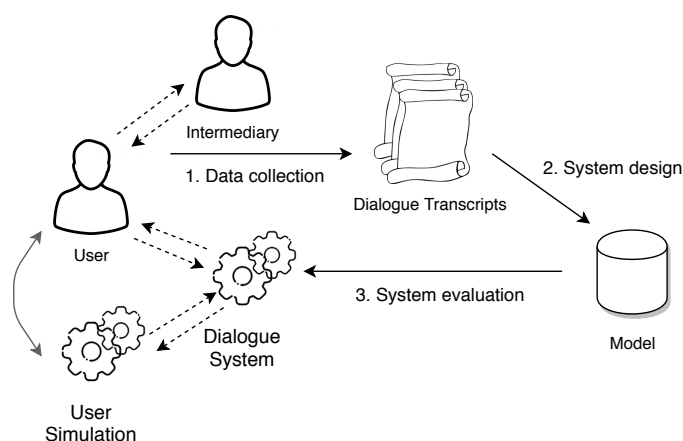 Intermediary
1. Data collection
2. System design
Dialogue Transcripts
User
3. System evaluation
Dialogue
System
Model
User
Simulation